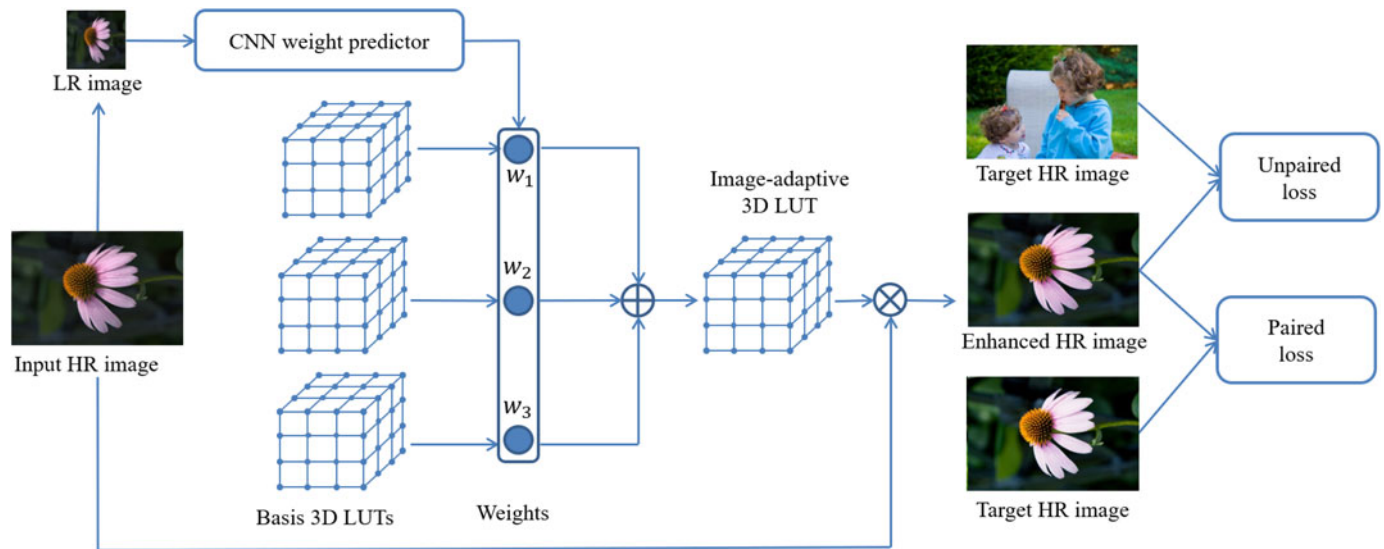 CNN weight predictor
LR image
w1
w2
w3
Input HR image
Basis 3D LUTs
Weights
Image-adaptive
3D LUT
Target HR image
Enhanced HR image
Target HR image
Unpaired
loss
Paired
loss